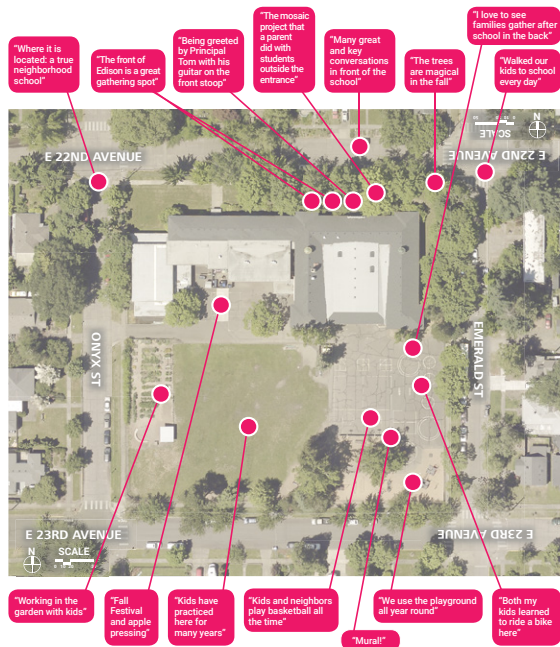 "Where it is
located: a true
neighborhood
school"
"The front of
Edison is a great
gathering spot"
"Being greeted
by Principal
Tom with his
guitar on the
front stoop"
"The mosaic
project that
a parent
did with
students
outside the
entrance"
"Many great
and key
conversations
in front of the
school"
"The trees
are magical
in the fall"
"I love to see
families gather after
school in the back"
"Walked our
kids to school
every day"
E 22ND AVENUE
E 22ND AVENUE
SCALE
N
ONYX ST
EMERALD ST
E 23RD AVENUE
E 23RD AVENUE
N
SCALE
"Working in the
garden with kids"
"Fall
Festival
and apple
pressing"
"Kids have
practiced
here for
many years"
"Kids and neighbors
play basketball all
the time"
"Mural!"
"We use the playground
all year round"
"Both my
kids learned
to ride a bike
here"